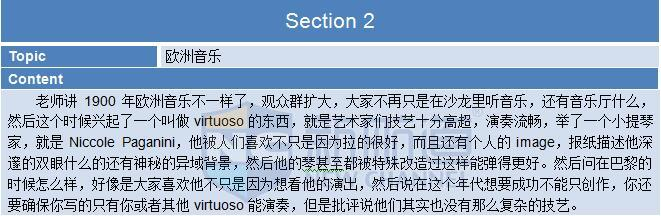 Section 2
Topic 欧洲音乐
Content
老师讲 1900 年欧洲音乐不一样了，观众群扩大，大家不再只是在沙龙里听音乐，还有音乐厅什么，
然后这个时候兴起了一个叫做 virtuoso 的东西，就是艺术家们技艺十分高超，演奏流畅，举了一个小提琴
家，就是 Niccole Paganini，他被人们喜欢不只是因为拉的很好，而且还有个人的 image，报纸描述他深
邃的双眼什么的还有神秘的异域背景，然后他的琴甚至都被特殊改造过这样能弹得更好。然后问在巴黎的
时候怎么样，好像是大家喜欢他不只是因为想看他的演出，然后说在这个年代想要成功不能只创作，你还
要确保你写的只有你或者其他 virtuoso 能演奏，但是批评说他们其实也没有那么复杂的技艺。